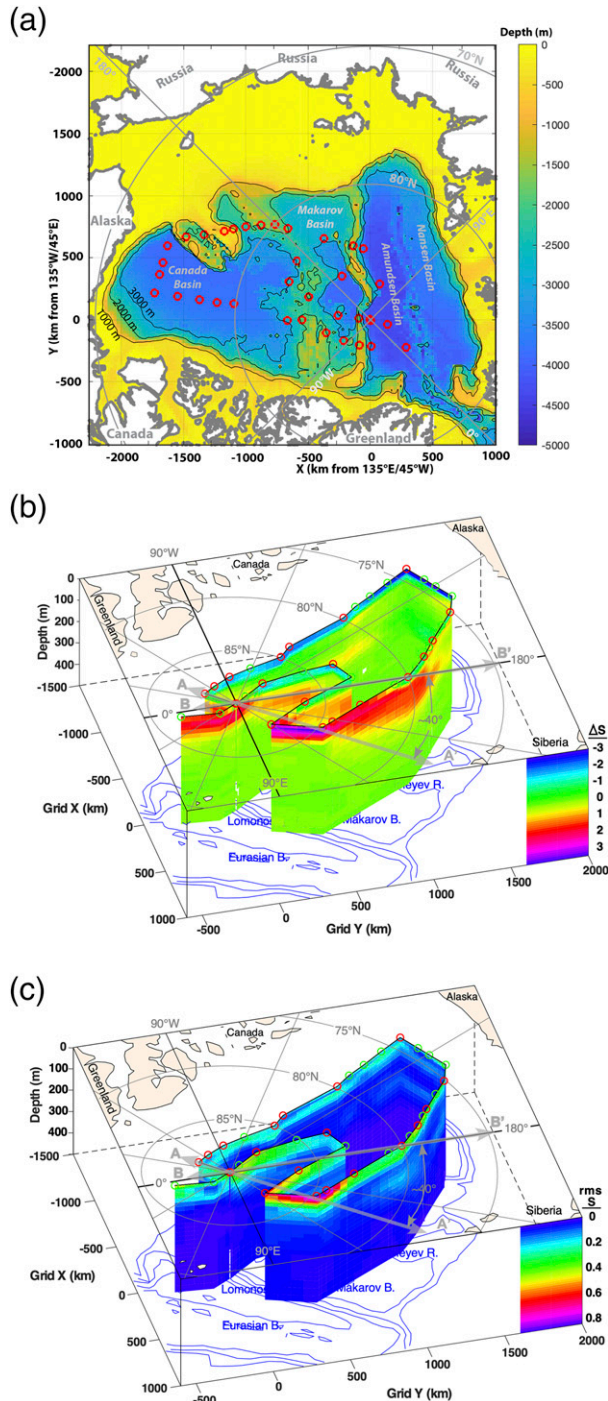 (a)
Depth (m)
2000
1500
1000
500
0
-500
-1000
Y (km from 135°W/45°E)
180°
Russia
Russia
Russia
70°N
80°N
90°E
Alaska
Makarov
Basin
Canada
Basin
Amundsen Basin
Nansen Basin
3000 m
2000 m
1000 m
90°W
0°
Canada
Greenland
-2000 -1500 -1000 -500 0 500 1000
X (km from 135°E/45°W)
0
-500
-1000
-1500
-2000
-2500
-3000
-3500
-4000
-4500
-5000
(b)
90°W
Canada
Alaska
75°N
80°N
85°N
Greenland
Depth (m)
0
100
200
300
400
-1500
-1000
-500
0
500
1000
Grid X (km)
A
B
0°
B'
180°
~40°
A'
90°E
Siberia
Lomonos
Makarov B.
Eurasian B.
leyev R.
-500 0 500 1000 1500 2000
Grid Y (km)
ΔS
-3
-2
-1
0
1
2
3
(c)
90°W
Canada
Alaska
75°N
80°N
85°N
Greenland
Depth (m)
0
100
200
300
400
-1500
-1000
-500
0
500
1000
Grid X (km)
A
B
0°
B'
180°
~40°
A'
90°E
Siberia
Lomonos
Makarov B.
Eurasian B.
leyev R.
-500 0 500 1000 1500 2000
Grid Y (km)
rms
S
0
0.2
0.4
0.6
0.8